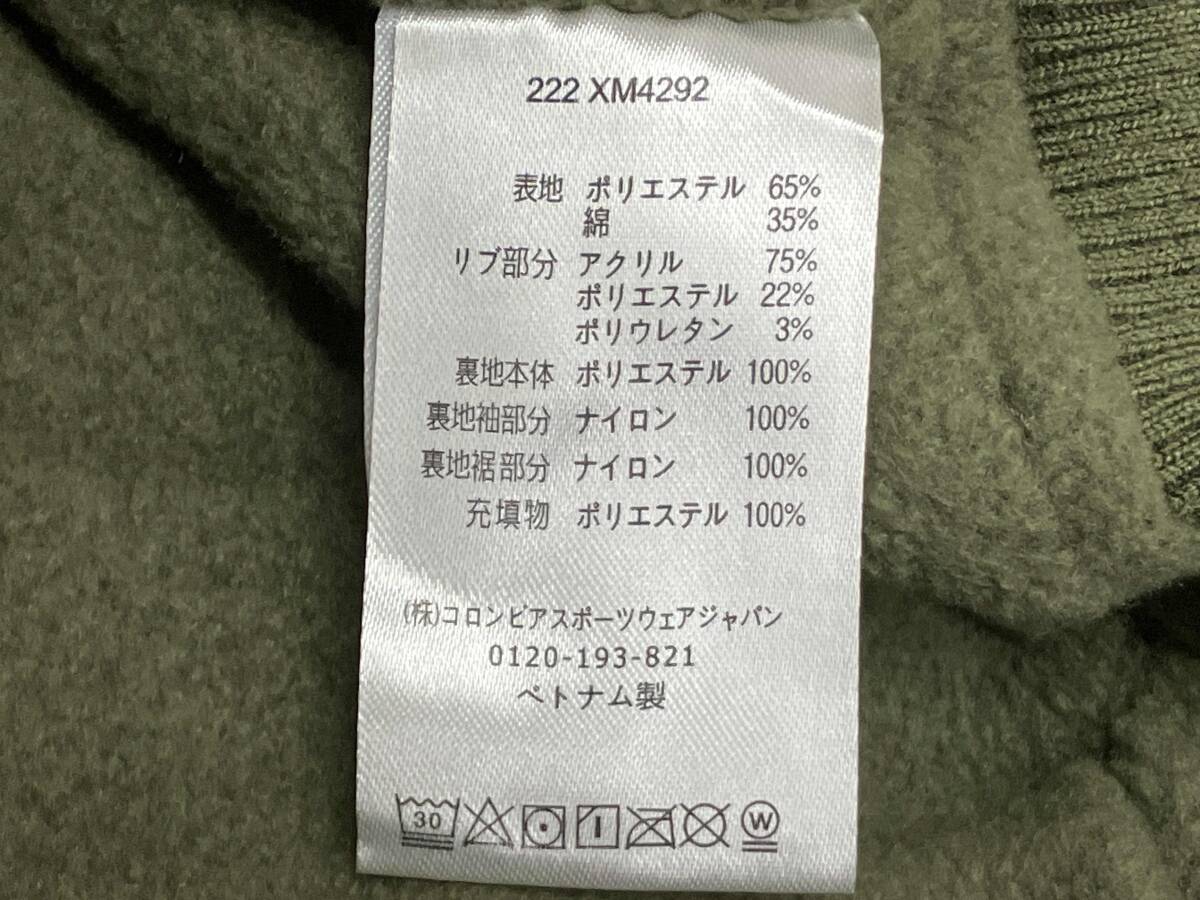 222 XM4292
表地 ポリエステル 65%
綿 35%
リブ部分 アクリル 75%
ポリエステル 22%
ポリウレタン 3%
裏地本体 ポリエステル 100%
裏地袖部分 ナイロン 100%
裏地裾部分 ナイロン 100%
充填物 ポリエステル 100%
(株)コロンビアスポーツウェアジャパン
0120-193-821
ベトナム製
30 W